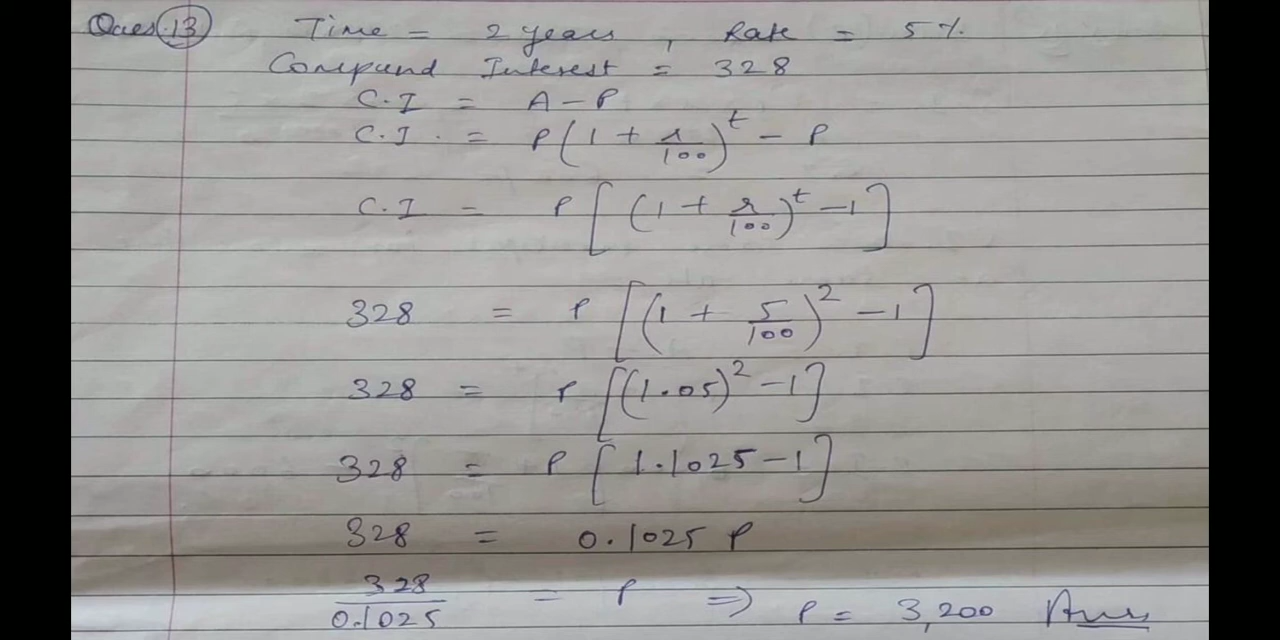 Ques. 13 Time = 2 years, Rate = 5%
Compund Interest = 328
C.I = A - P
C.I. = P(1 + r/100)^t - P
C.I = P[(1 + r/100)^t - 1]
328 = P[(1 + 5/100)^2 - 1]
328 = P[(1.05)^2 - 1]
328 = P[1.1025 - 1]
328 = 0.1025 P
328/0.1025 = P => P = 3,200 Ans